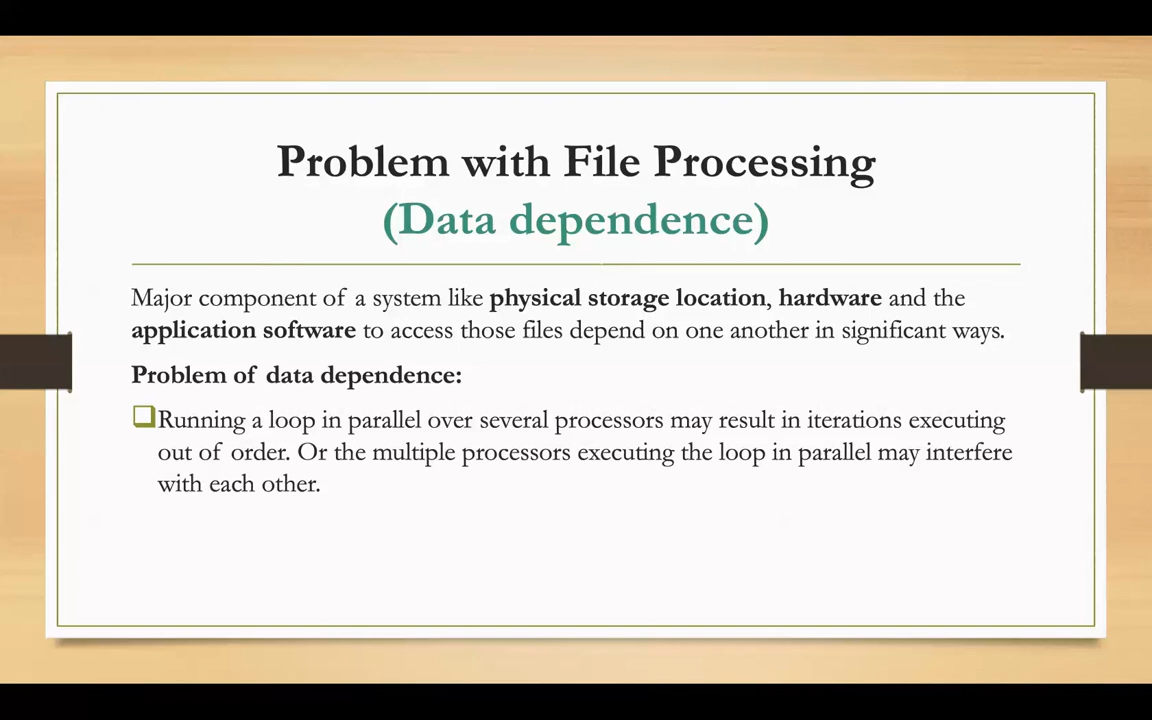 Problem with File Processing
(Data dependence)
Major component of a system like physical storage location, hardware and the
application software to access those files depend on one another in significant ways.
Problem of data dependence:
Running a loop in parallel over several processors may result in iterations executing
out of order. Or the multiple processors executing the loop in parallel may interfere
with each other.